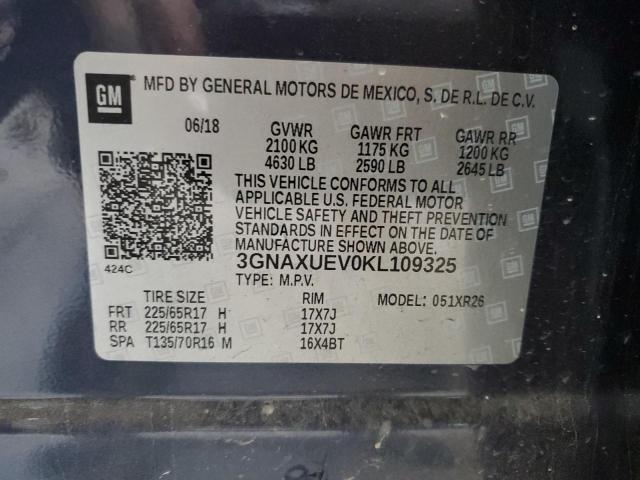 GM
MFD BY GENERAL MOTORS DE MEXICO, S. DE R.L. DE C.V.
06/18 GVWR GAWR FRT GAWR RR
2100 KG 1175 KG 1200 KG
4630 LB 2590 LB 2645 LB
THIS VEHICLE CONFORMS TO ALL
APPLICABLE U.S. FEDERAL MOTOR
VEHICLE SAFETY AND THEFT PREVENTION
STANDARDS IN EFFECT ON THE DATE OF
MANUFACTURE SHOWN ABOVE.
424C 3GNAXUEV0KL109325
TYPE: M.P.V. MODEL: 051XR26
TIRE SIZE RIM
FRT 225/65R17 H 17X7J
RR 225/65R17 H 17X7J
SPA T135/70R16 M 16X4BT